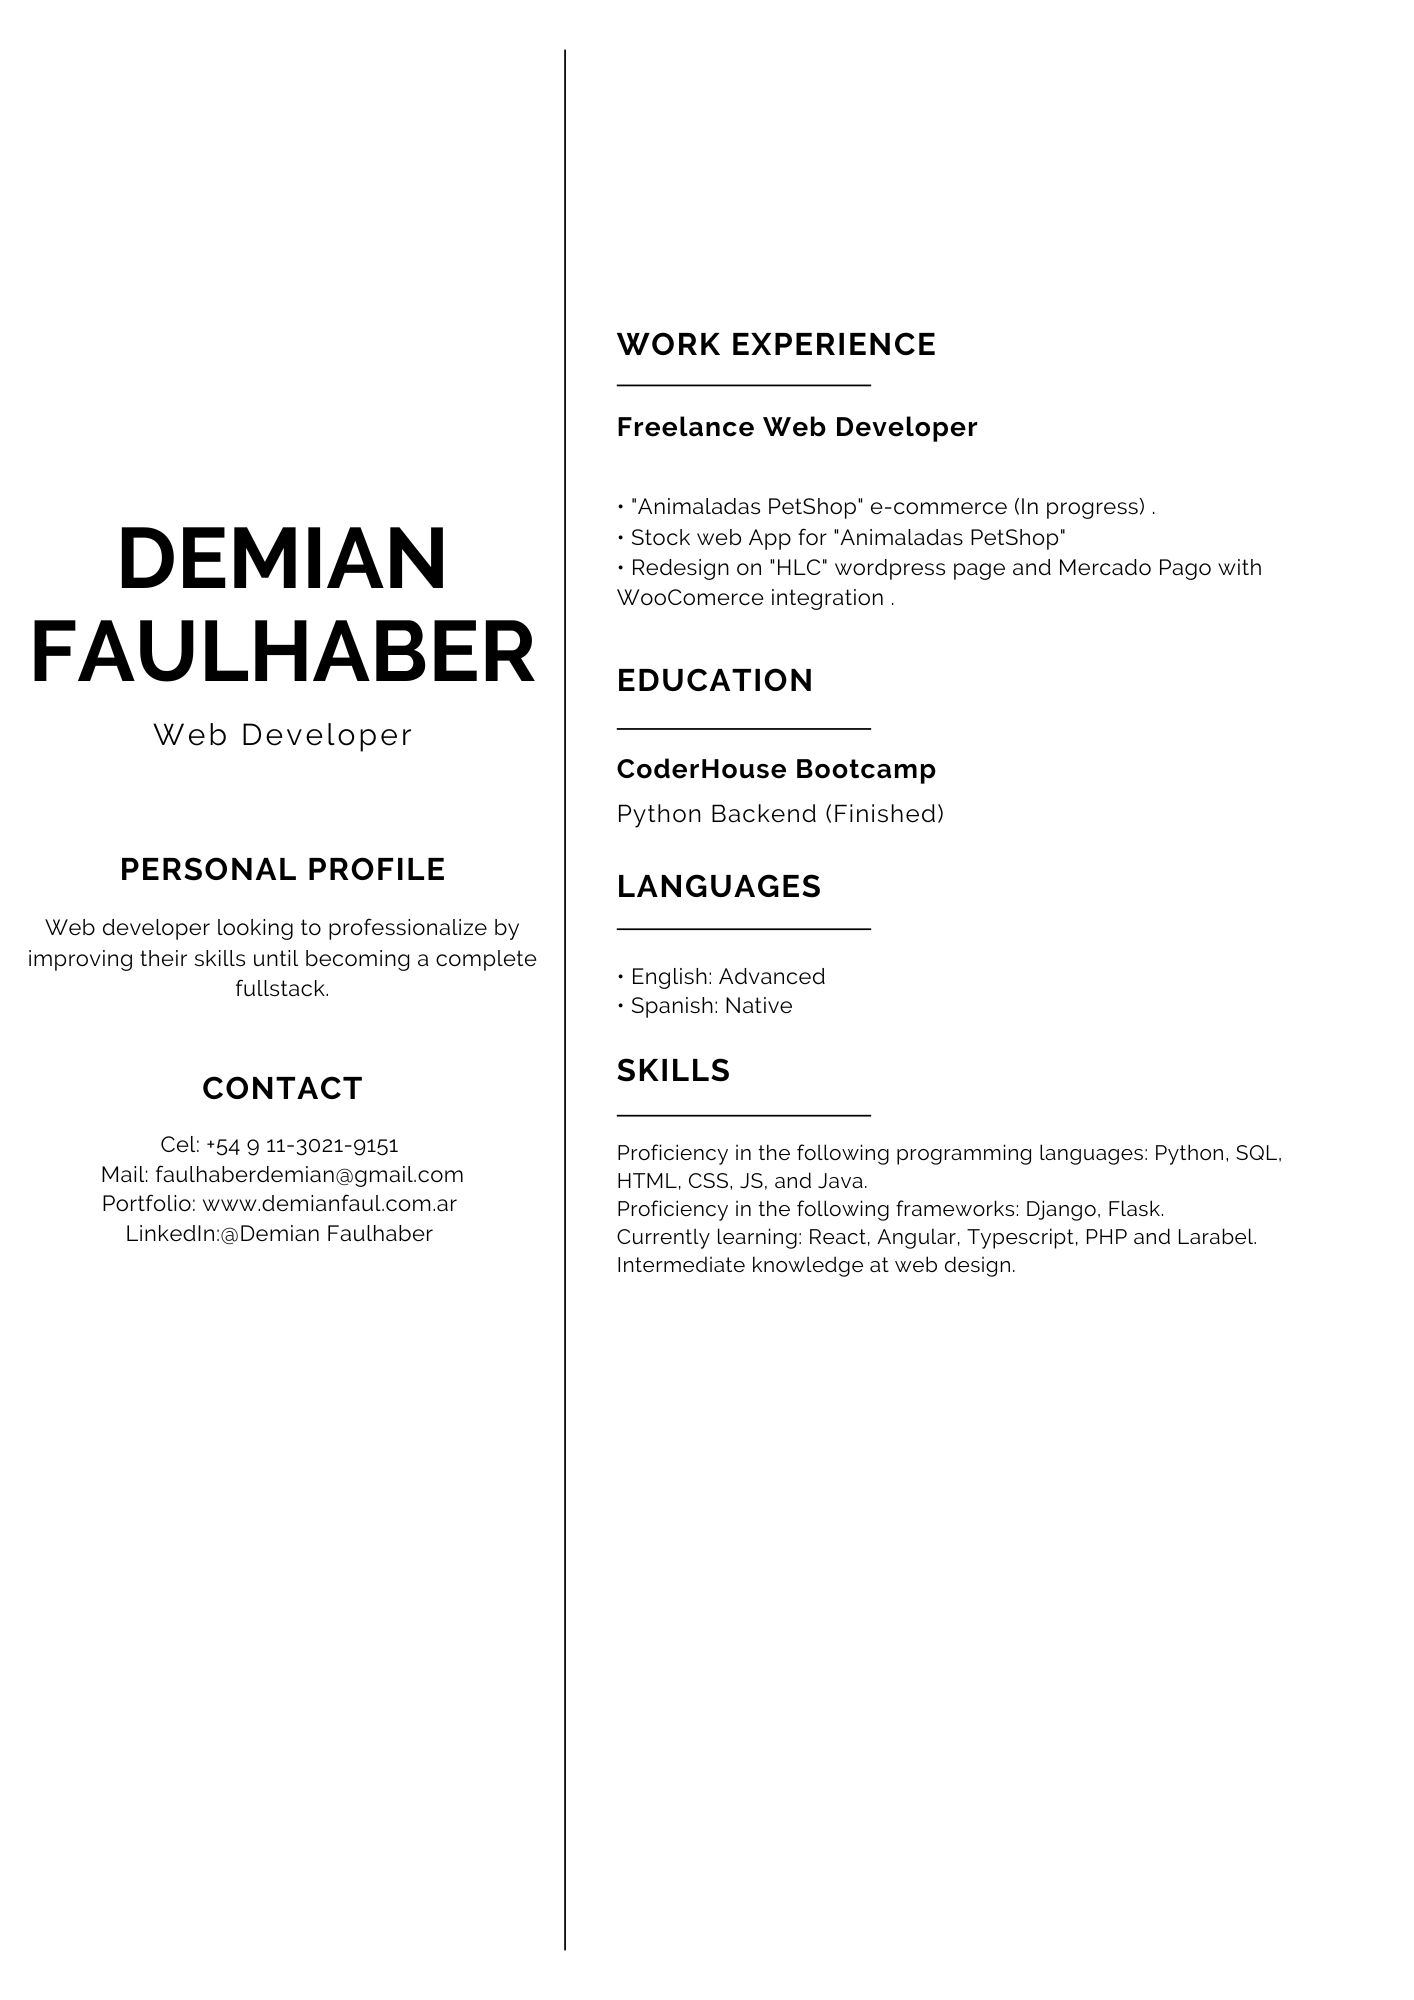 DEMIAN
FAULHABER
Web Developer
PERSONAL PROFILE
Web developer looking to professionalize by
improving their skills until becoming a complete
fullstack.
CONTACT
Cel: +54 9 11-3021-9151
Mail: faulhaberdemian@gmail.com
Portfolio: www.demianfaul.com.ar
LinkedIn:@Demian Faulhaber
WORK EXPERIENCE
Freelance Web Developer
• "Animaladas PetShop" e-commerce (In progress) .
• Stock web App for "Animaladas PetShop"
• Redesign on "HLC" wordpress page and Mercado Pago with
WooComerce integration .
EDUCATION
CoderHouse Bootcamp
Python Backend (Finished)
LANGUAGES
• English: Advanced
• Spanish: Native
SKILLS
Proficiency in the following programming languages: Python, SQL,
HTML, CSS, JS, and Java.
Proficiency in the following frameworks: Django, Flask.
Currently learning: React, Angular, Typescript, PHP and Larabel.
Intermediate knowledge at web design.